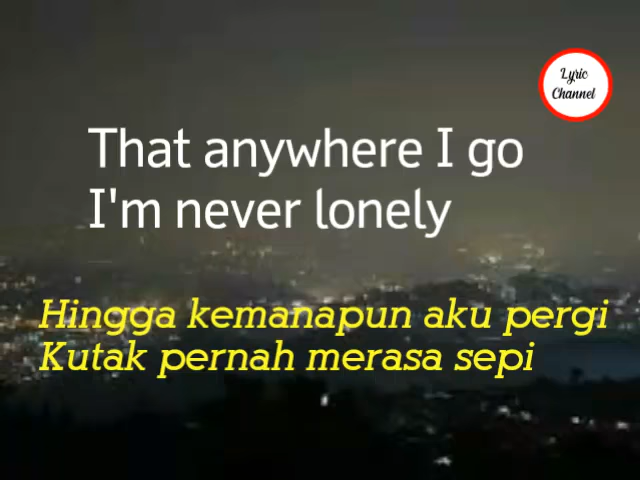 Lyric
Channel
That anywhere I go
I'm never lonely
Hingga kemanapun aku pergi
Kutak pernah merasa sepi